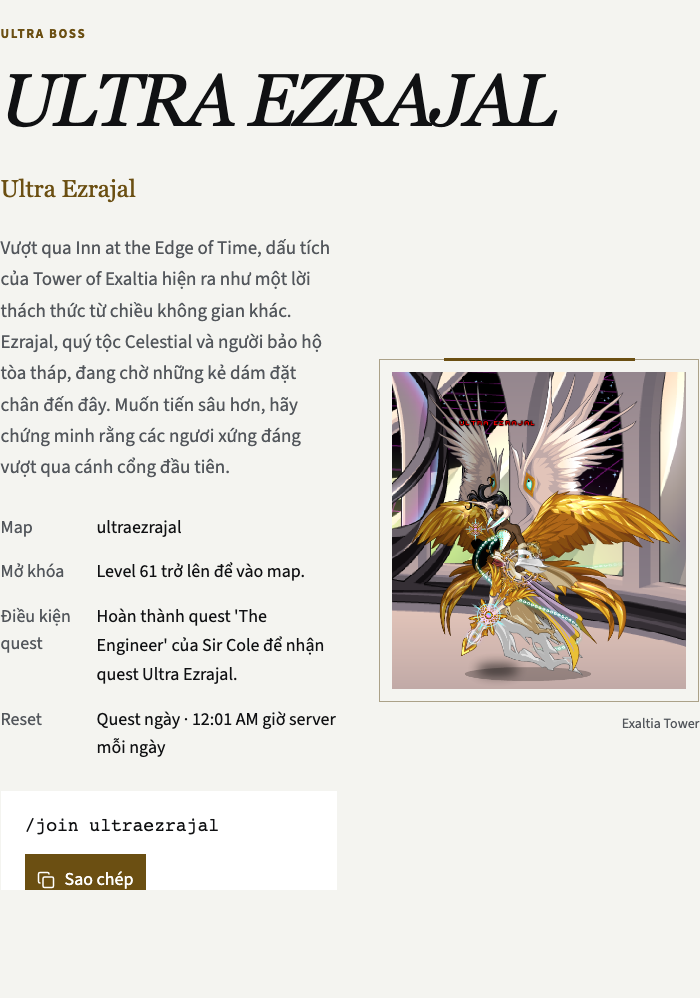 ULTRA BOSS
ULTRA EZRAJAL
Ultra Ezrajal
Vượt qua Inn at the Edge of Time, dấu tích
của Tower of Exaltia hiện ra như một lời
thách thức từ chiều không gian khác.
Ezrajal, quý tộc Celestial và người bảo hộ
tòa tháp, đang chờ những kẻ dám đặt
chân đến đây. Muốn tiến sâu hơn, hãy
chứng minh rằng các ngươi xứng đáng
vượt qua cánh cổng đầu tiên.
Map ultraezrajal
Mở khóa Level 61 trở lên để vào map.
Điều kiện quest Hoàn thành quest 'The
Engineer' của Sir Cole để nhận
quest Ultra Ezrajal.
Reset Quest ngày · 12:01 AM giờ server
mỗi ngày
/join ultraezrajal
Sao chép
ULTRA EZRAJAL
Exaltia Tower